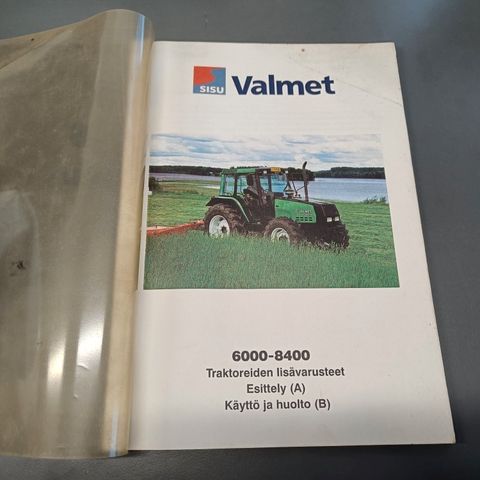 SISU
Valmet
6000-8400
Traktoreiden lisävarusteet
Esittely (A)
Käyttö ja huolto (B)